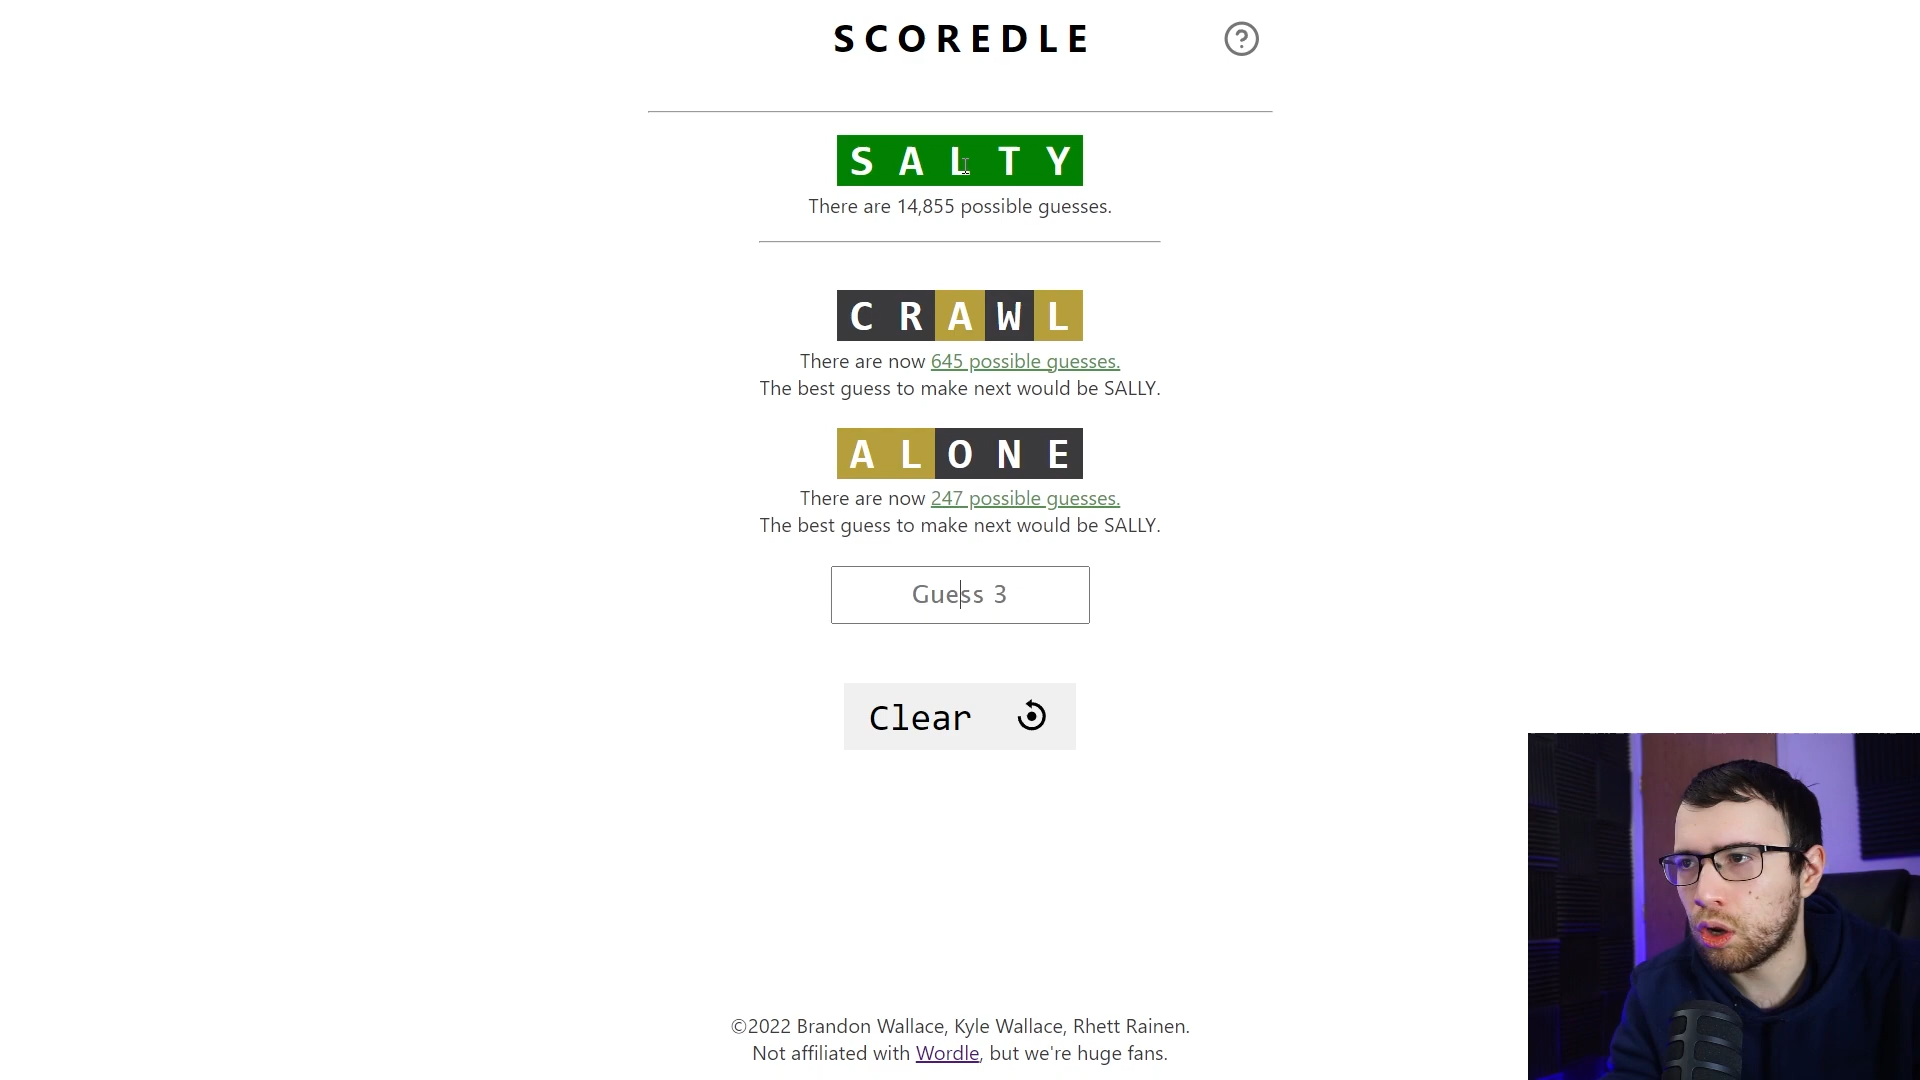 SCOREDLE
SALTY
There are 14,855 possible guesses.
CRAWL
There are now 645 possible guesses.
The best guess to make next would be SALLY.
ALONE
There are now 247 possible guesses.
The best guess to make next would be SALLY.
Guess 3
Clear
©2022 Brandon Wallace, Kyle Wallace, Rhett Rainen.
Not affiliated with Wordle, but we're huge fans.